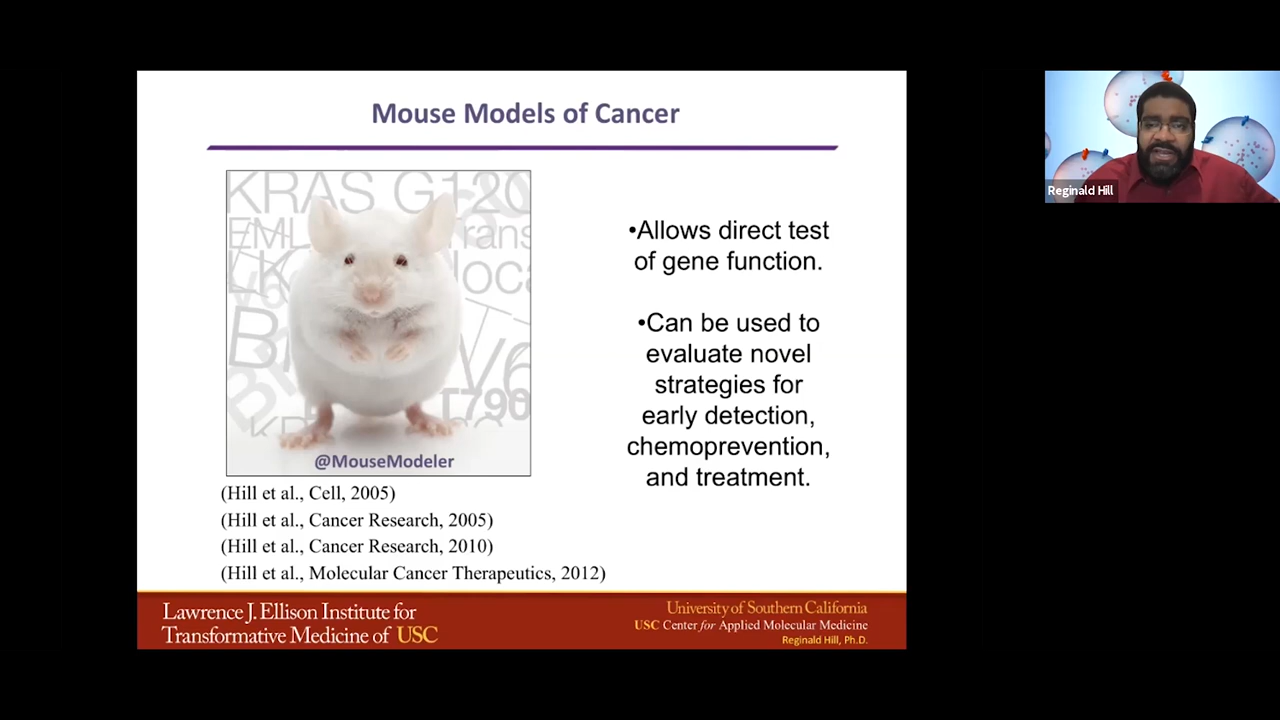 Mouse Models of Cancer
KRAS G12C
EML
Trans
loca
V6
T790
KR
@MouseModeler
•Allows direct test
of gene function.
•Can be used to
evaluate novel
strategies for
early detection,
chemoprevention,
and treatment.
(Hill et al., Cell, 2005)
(Hill et al., Cancer Research, 2005)
(Hill et al., Cancer Research, 2010)
(Hill et al., Molecular Cancer Therapeutics, 2012)
Lawrence J. Ellison Institute for
Transformative Medicine of USC
University of Southern California
USC Center for Applied Molecular Medicine
Reginald Hill, Ph.D.
Reginald Hill